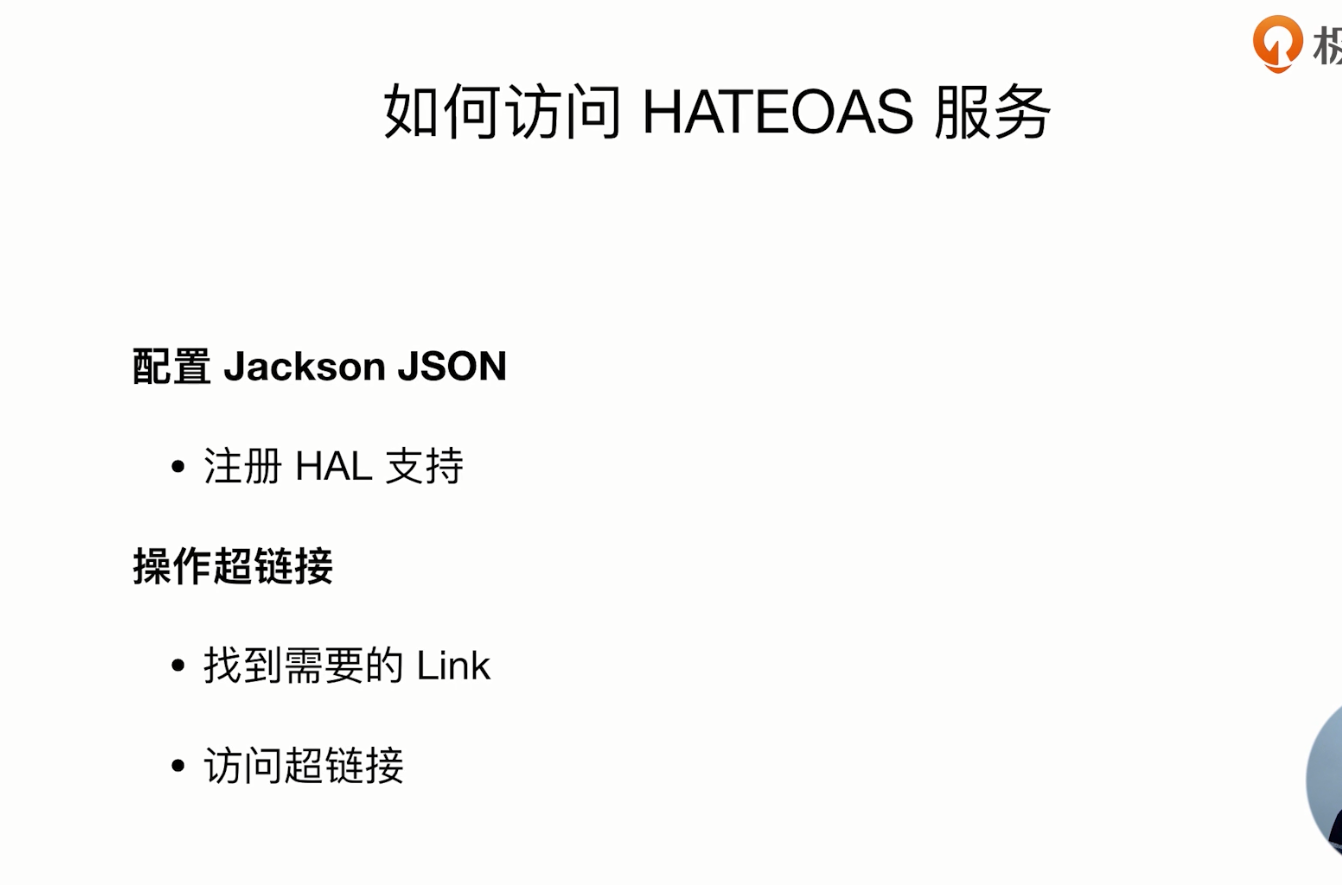 极
如何访问 HATEOAS 服务
配置 Jackson JSON
• 注册 HAL 支持
操作超链接
• 找到需要的 Link
• 访问超链接